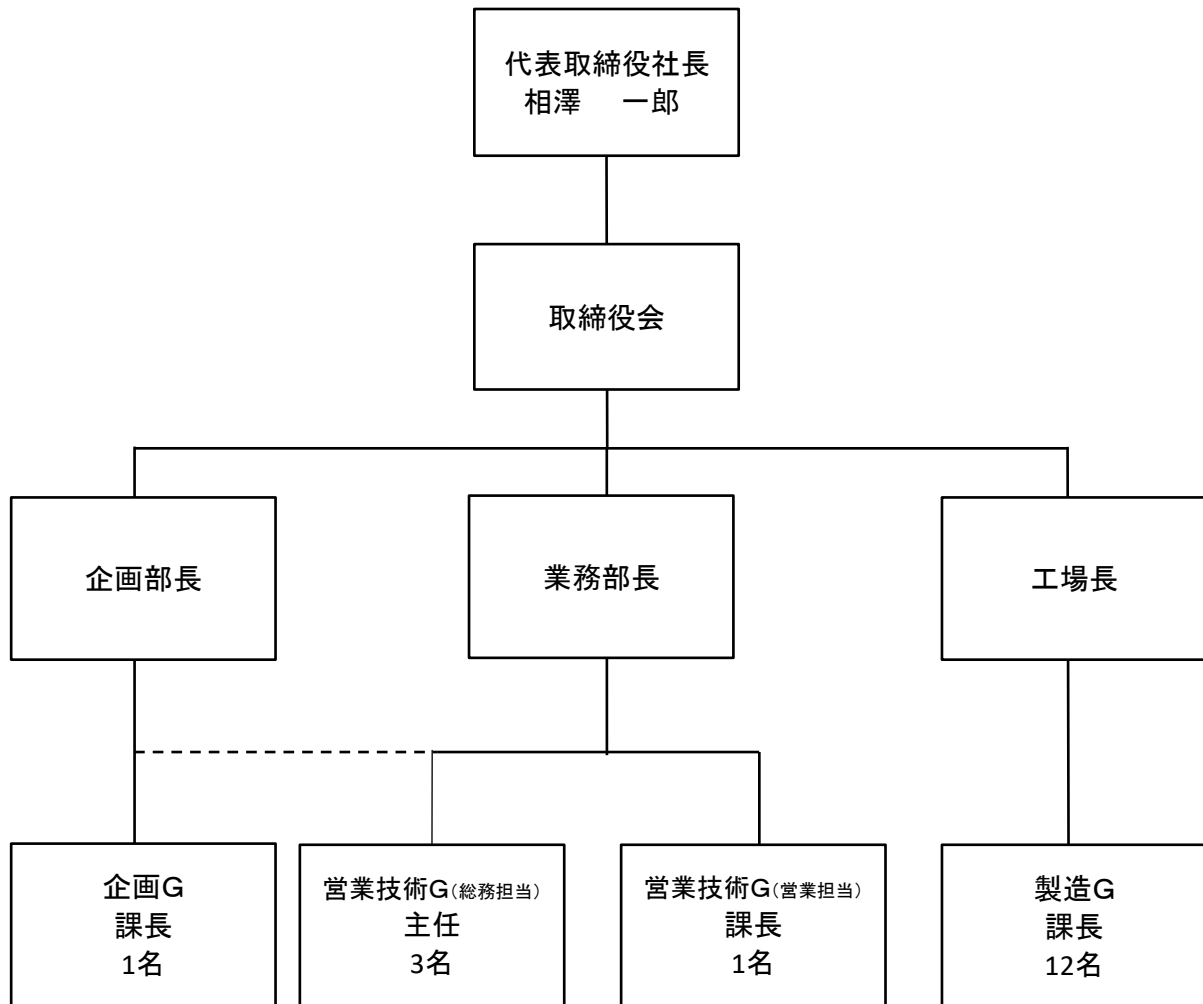 代表取締役社長
相澤　一郎
取締役会
企画部長
業務部長
工場長
企画G
課長
1名
営業技術G(総務担当)
主任
3名
営業技術G(営業担当)
課長
1名
製造G
課長
12名